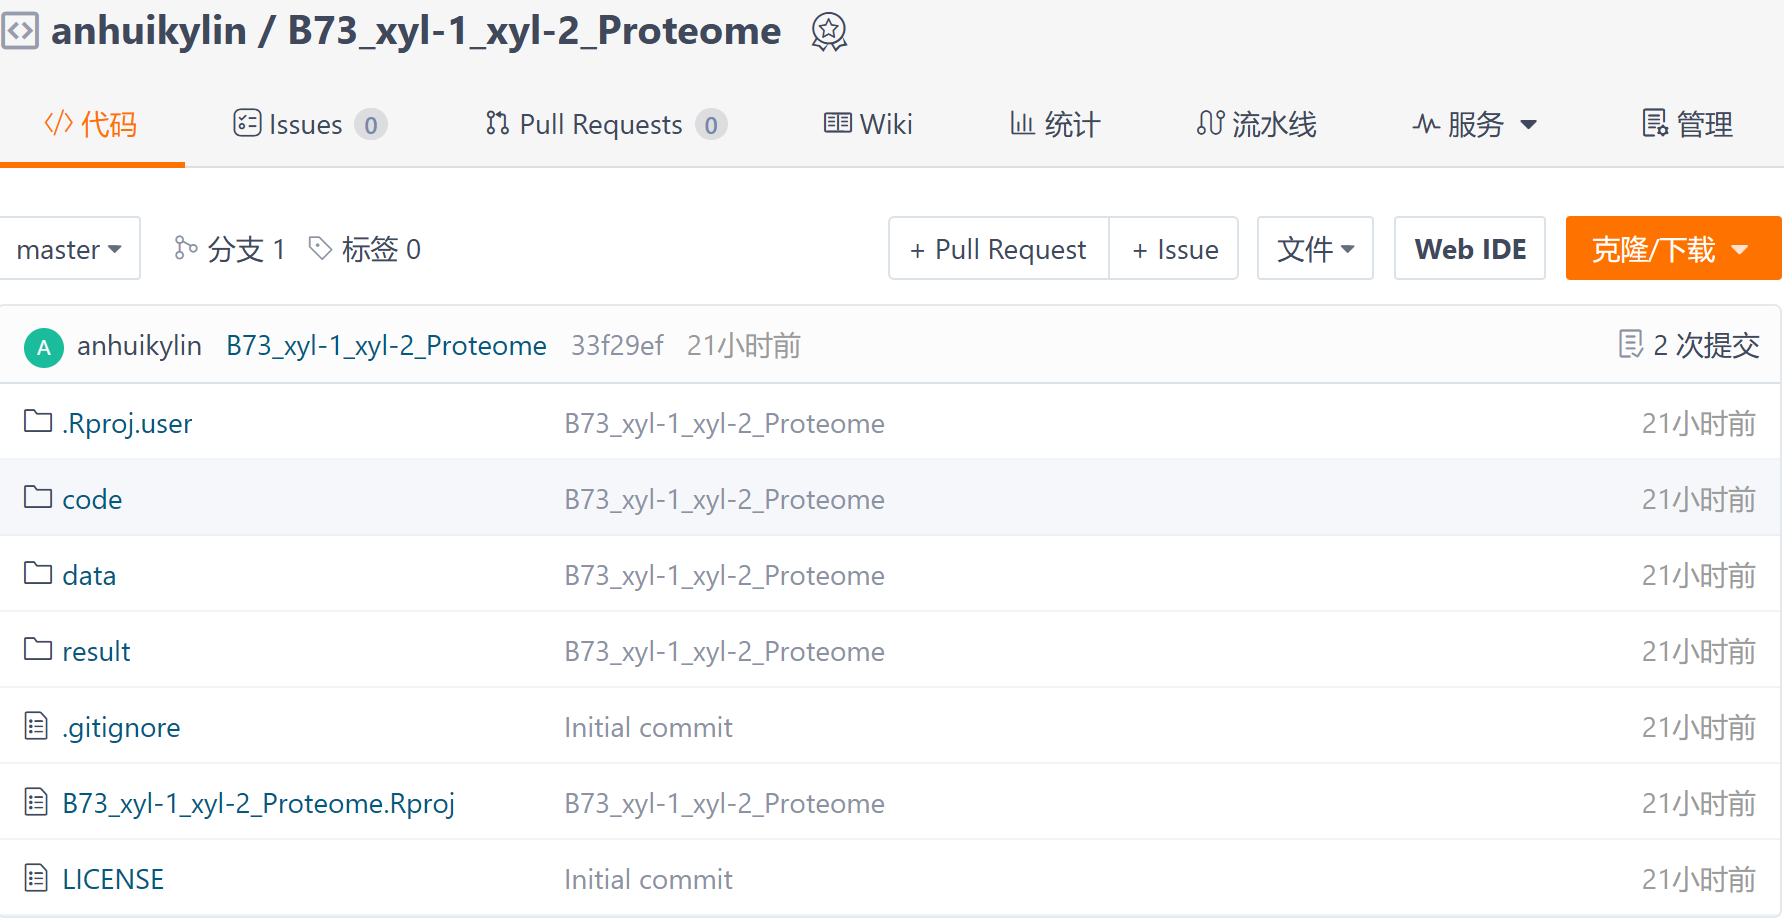 anhuikylin / B73_xyl-1_xyl-2_Proteome
代码 Issues 0 Pull Requests 0 Wiki 统计 流水线 服务 管理
master 分支 1 标签 0 + Pull Request + Issue 文件 Web IDE 克隆/下载
A anhuikylin B73_xyl-1_xyl-2_Proteome 33f29ef 21小时前 2 次提交
.Rproj.user B73_xyl-1_xyl-2_Proteome 21小时前
code B73_xyl-1_xyl-2_Proteome 21小时前
data B73_xyl-1_xyl-2_Proteome 21小时前
result B73_xyl-1_xyl-2_Proteome 21小时前
.gitignore Initial commit 21小时前
B73_xyl-1_xyl-2_Proteome.Rproj B73_xyl-1_xyl-2_Proteome 21小时前
LICENSE Initial commit 21小时前